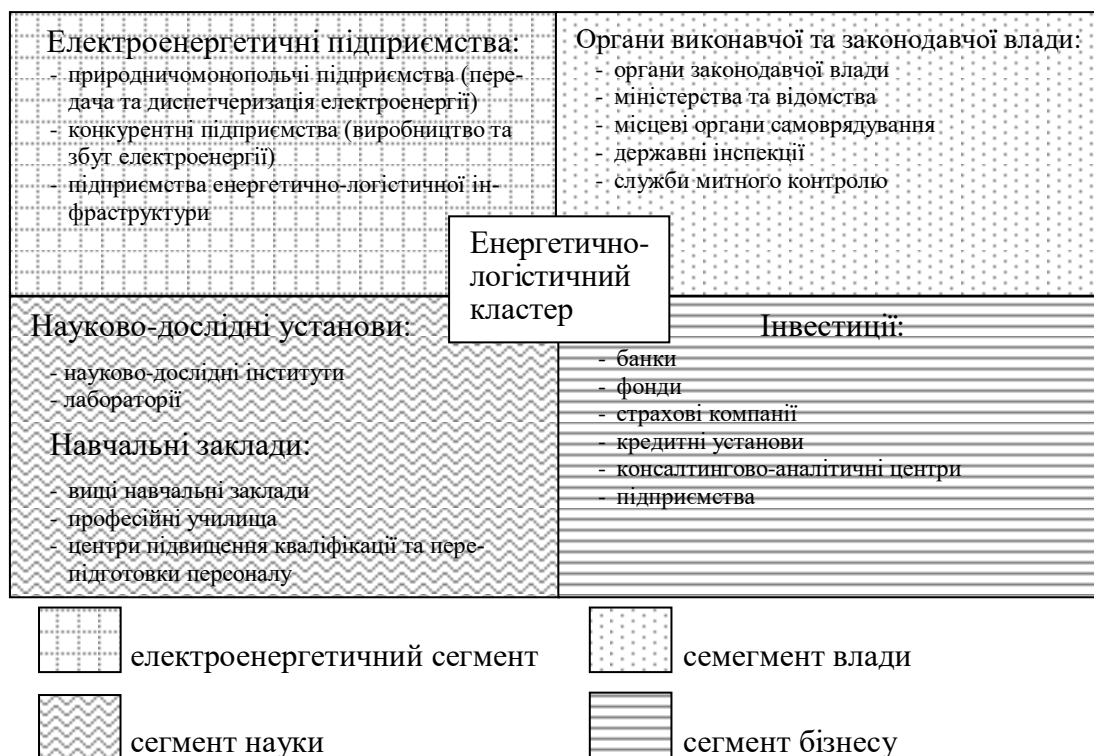 Електроенергетичні підприємства:
- природничомонопольчі підприємства (пере-
дача та диспетчеризація електроенергії)
- конкурентні підприємства (виробництво та
збут електроенергії)
- підприємства енергетично-логістичної ін-
фраструктури
Органи виконавчої та законодавчої влади:
- органи законодавчої влади
- міністерства та відомства
- місцеві органи самоврядування
- державні інспекції
- служби митного контролю
Енергетично-
логістичний
кластер
Науково-дослідні установи:
- науково-дослідні інститути
- лабораторії
Навчальні заклади:
- вищі навчальні заклади
- професійні училища
- центри підвищення кваліфікації та пере-
підготовки персоналу
Інвестиції:
- банки
- фонди
- страхові компанії
- кредитні установи
- консалтингово-аналітичні центри
- підприємства
електроенергетичний сегмент
семегмент влади
сегмент науки
сегмент бізнесу